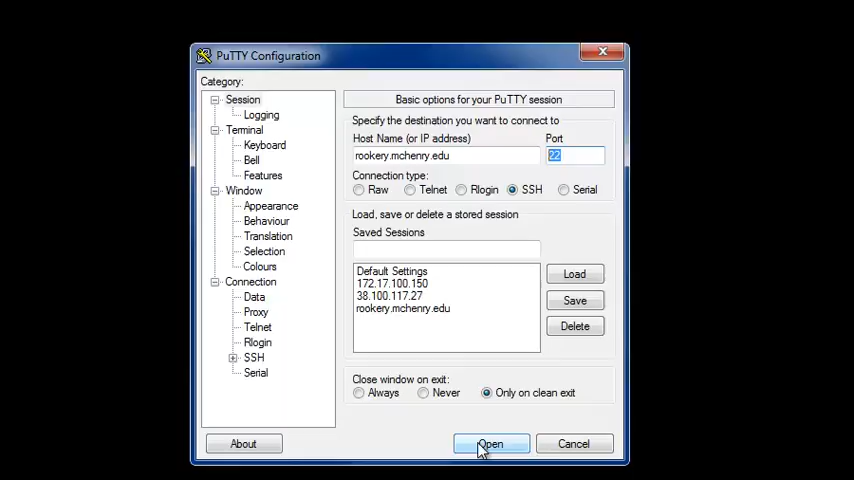 PuTTY Configuration
Category:
Session
Logging
Terminal
Keyboard
Bell
Features
Window
Appearance
Behaviour
Translation
Selection
Colours
Connection
Data
Proxy
Telnet
Rlogin
SSH
Serial
Basic options for your PuTTY session
Specify the destination you want to connect to
Host Name (or IP address) Port
rookery.mchenry.edu 22
Connection type:
Raw Telnet Rlogin SSH Serial
Load, save or delete a stored session
Saved Sessions
Default Settings
172.17.100.150
38.100.117.27
rookery.mchenry.edu
Load
Save
Delete
Close window on exit:
Always Never Only on clean exit
About Open Cancel